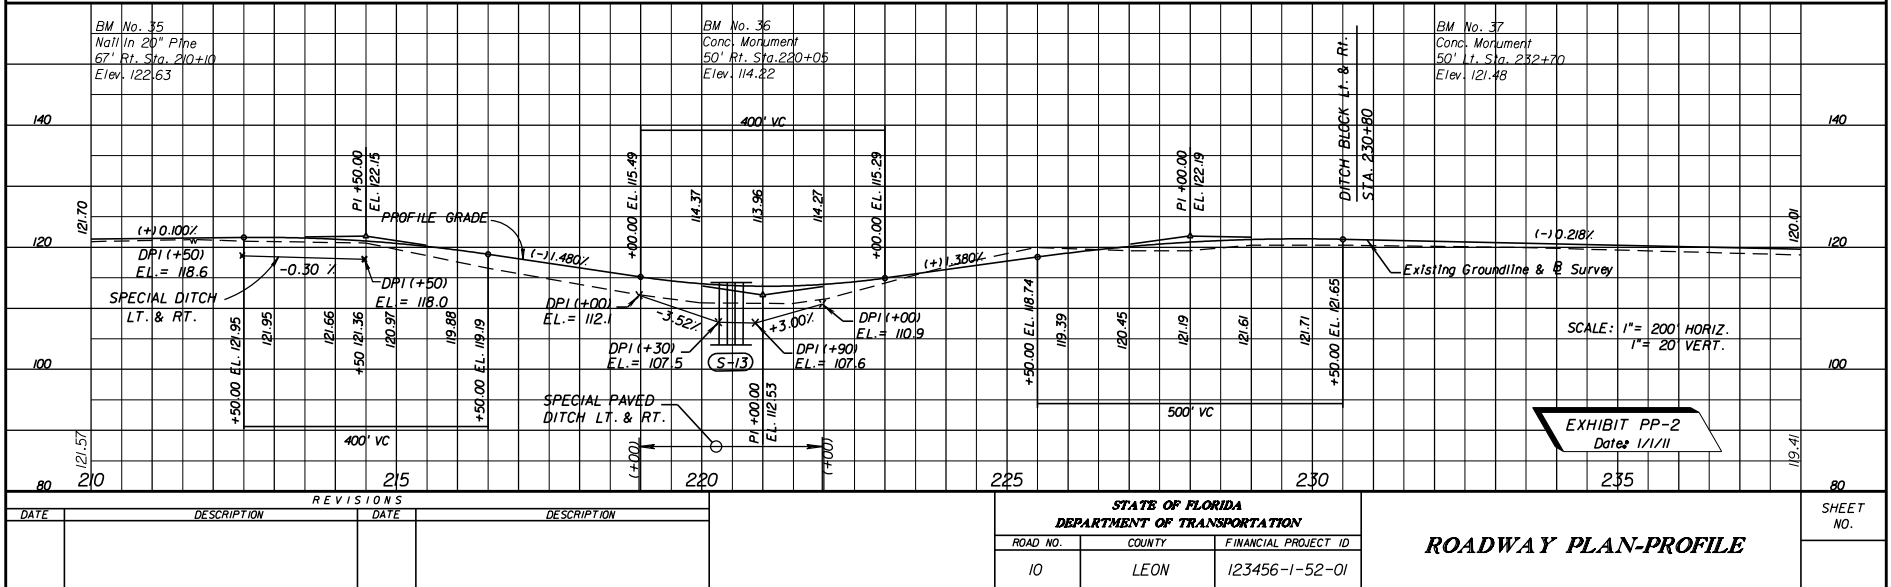 BM No. 35
Nail In 20" Pine
67' Rt. Sta. 210+10
Elev. 122.63
BM No. 36
Conc. Monument
50' Rt. Sta.220+05
Elev. 114.22
BM No. 37
Conc. Monument
50' Lt. Sta. 232+70
Elev. 121.48
DITCH BLOCK Lt. & Rt.
STA. 230+80
140
400' VC
140
121.70
PI +50.00
EL. 122.15
+00.00 EL. 115.49
114.37
113.96
114.27
+00.00 EL. 115.29
PI +00.00
EL. 122.19
120.01
PROFILE GRADE
(+) 0.100%
(-) 1.480%
(+) 1.380%
(-) 0.218%
120
120
DPI (+50)
EL. = 118.6
-0.30 %
DPI (+50)
EL. = 118.0
SPECIAL DITCH
LT. & RT.
DPI (+00)
EL. = 112.1
-3.52%
+3.00%
DPI (+00)
EL. = 110.9
Existing Groundline & B Survey
DPI (+30)
EL. = 107.5
S-13
DPI (+90)
EL. = 107.6
SCALE: 1"= 200' HORIZ.
1"= 20' VERT.
100
100
+50.00 EL. 121.95
121.95
121.66
+50 121.36
120.97
119.88
+50.00 EL. 119.19
PI +00.00
EL. 112.53
+50.00 EL. 118.74
119.39
120.45
121.19
121.61
121.71
+50.00 EL. 121.65
SPECIAL PAVED
DITCH LT. & RT.
400' VC
500' VC
(+00)
(+00)
EXHIBIT PP-2
Date: 1/1/11
121.57
119.41
80
210
215
220
225
230
235
80
REVISIONS
DATE
DESCRIPTION
DATE
DESCRIPTION
STATE OF FLORIDA
DEPARTMENT OF TRANSPORTATION
ROAD NO.
COUNTY
FINANCIAL PROJECT ID
10
LEON
123456-1-52-01
ROADWAY PLAN-PROFILE
SHEET
NO.